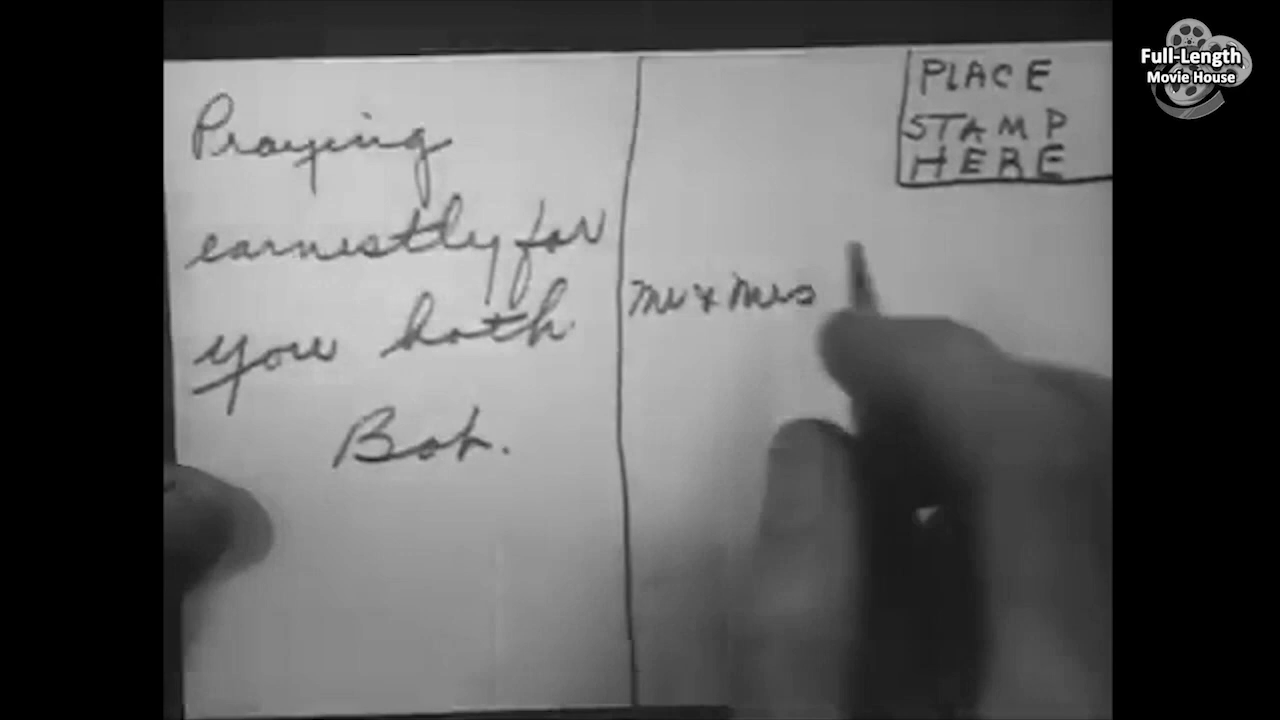 Praying
earnestly for
you both.
Bob.
PLACE
STAMP
HERE
Mr & Mrs
Full-Length
Movie House